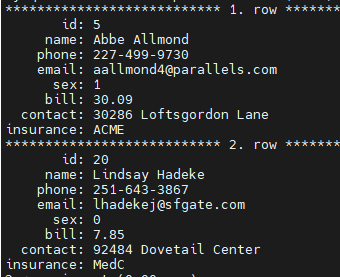 *************************** 1. row *******
id: 5
name: Abbe Allmond
phone: 227-499-9730
email: aallmond4@parallels.com
sex: 1
bill: 30.09
contact: 30286 Loftsgordon Lane
insurance: ACME
*************************** 2. row *******
id: 20
name: Lindsay Hadeke
phone: 251-643-3867
email: lhadekej@sfgate.com
sex: 0
bill: 7.85
contact: 92484 Dovetail Center
insurance: MedC